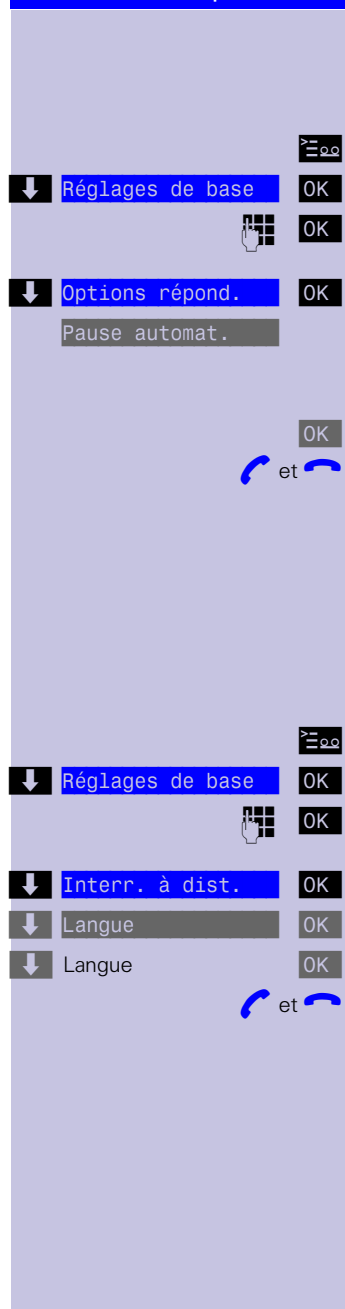 Réglages de base OK
OK
Options répond. OK
Pause automat.
OK
et
Réglages de base OK
OK
Interr. à dist. OK
Langue OK
Langue OK
et